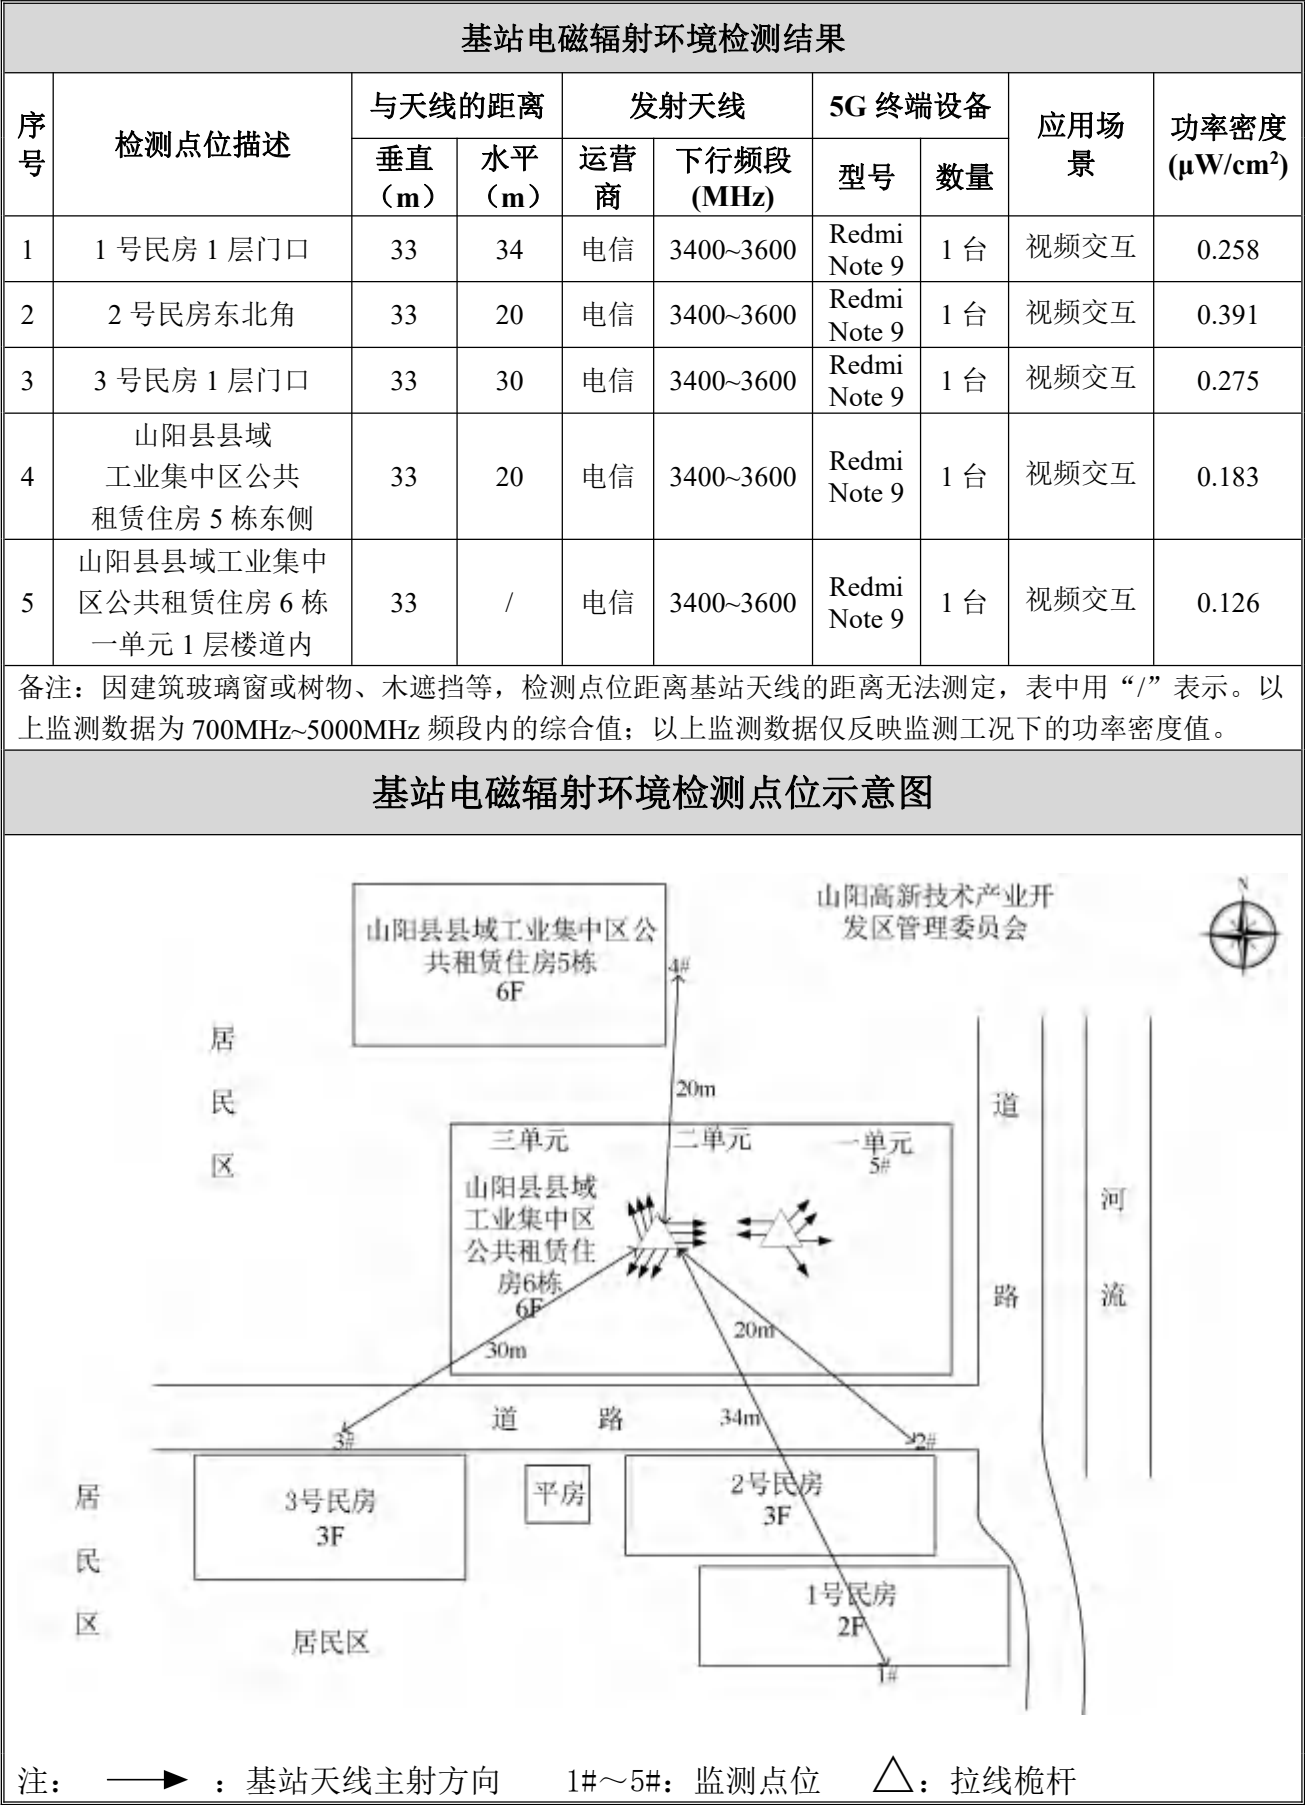 基站电磁辐射环境检测结果
序号
检测点位描述
与天线的距离
发射天线
5G 终端设备
应用场景
功率密度(μW/cm²)
垂直（m）
水平（m）
运营商
下行频段(MHz)
型号
数量
1 1 号民房 1 层门口 33 34 电信 3400~3600 Redmi Note 9 1 台 视频交互 0.258
2 2 号民房东北角 33 20 电信 3400~3600 Redmi Note 9 1 台 视频交互 0.391
3 3 号民房 1 层门口 33 30 电信 3400~3600 Redmi Note 9 1 台 视频交互 0.275
4 山阳县县域工业集中区公共租赁住房 5 栋东侧 33 20 电信 3400~3600 Redmi Note 9 1 台 视频交互 0.183
5 山阳县县域工业集中区公共租赁住房 6 栋一单元 1 层楼道内 33 / 电信 3400~3600 Redmi Note 9 1 台 视频交互 0.126
备注：因建筑玻璃窗或树物、木遮挡等，检测点位距离基站天线的距离无法测定，表中用“/”表示。以
上监测数据为 700MHz~5000MHz 频段内的综合值；以上监测数据仅反映监测工况下的功率密度值。
基站电磁辐射环境检测点位示意图
山阳县县域工业集中区公
共租赁住房5栋
6F
4#
山阳高新技术产业开
发区管理委员会
N
居民区
20m
道路
河流
三单元
二单元
一单元
5#
山阳县县域
工业集中区
公共租赁住
房6栋
6F
30m
20m
34m
道 路
3#
2#
3号民房
3F
平房
2号民房
3F
1号民房
2F
1#
居民区
居民区
注： ：基站天线主射方向 1#～5#：监测点位 △：拉线桅杆